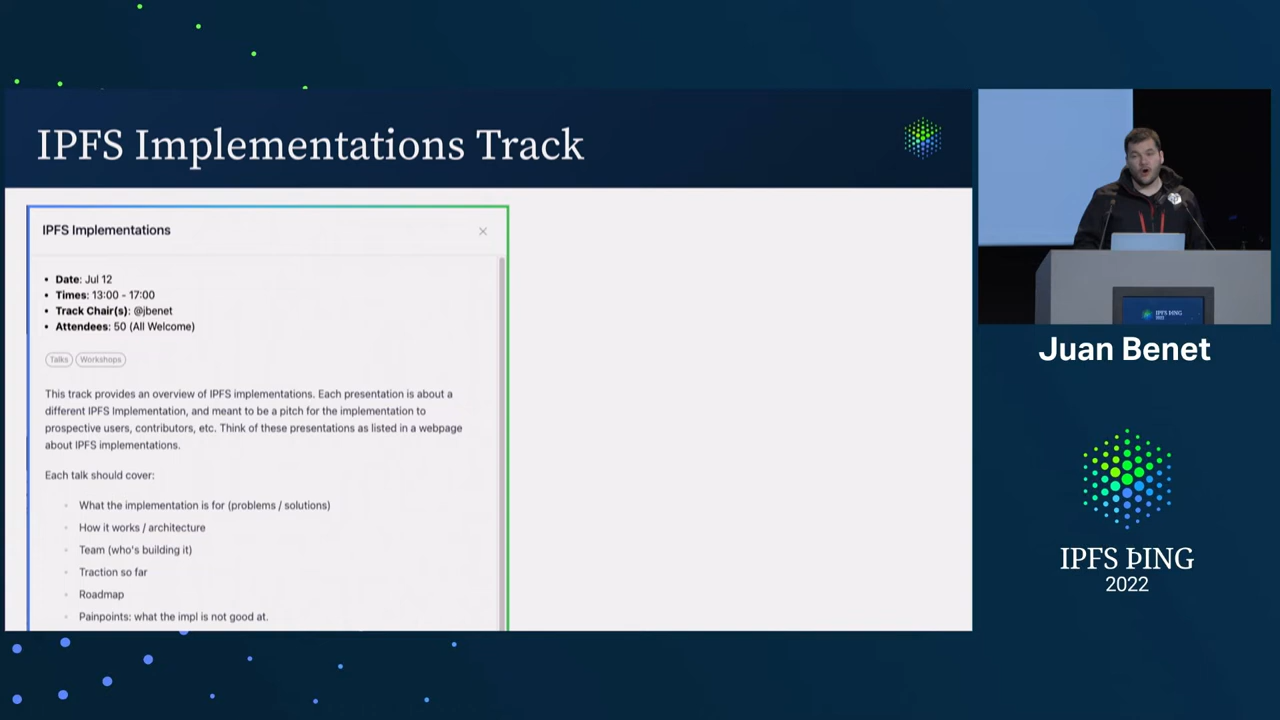 IPFS Implementations Track
IPFS Implementations
Date: Jul 12
Times: 13:00 - 17:00
Track Chair(s): @jbenet
Attendees: 50 (All Welcome)
Talks
Workshops
This track provides an overview of IPFS implementations. Each presentation is about a
different IPFS Implementation, and meant to be a pitch for the implementation to
prospective users, contributors, etc. Think of these presentations as listed in a webpage
about IPFS implementations.
Each talk should cover:
What the implementation is for (problems / solutions)
How it works / architecture
Team (who's building it)
Traction so far
Roadmap
Painpoints: what the impl is not good at.
IPFS ÞING
Juan Benet
IPFS ÞING
2022